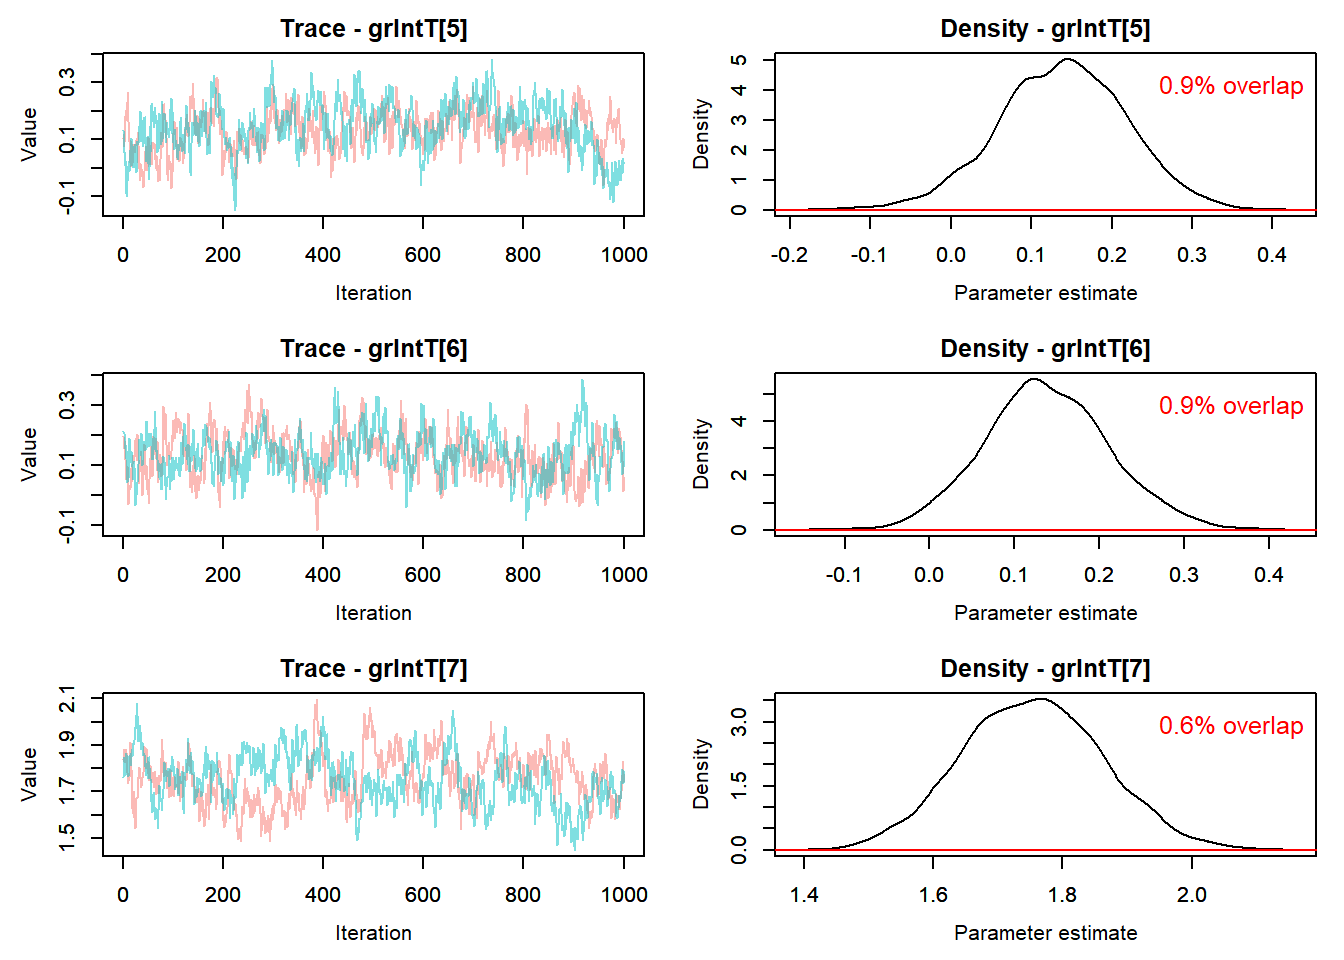 Trace - grIntT[5]
Value
-0.1 0.1 0.3
0 200 400 600 800 1000
Iteration
Density - grIntT[5]
Density
0 1 2 3 4 5
0.9% overlap
-0.2 -0.1 0.0 0.1 0.2 0.3 0.4
Parameter estimate
Trace - grIntT[6]
Value
-0.1 0.1 0.3
0 200 400 600 800 1000
Iteration
Density - grIntT[6]
Density
0 2 4
0.9% overlap
-0.1 0.0 0.1 0.2 0.3 0.4
Parameter estimate
Trace - grIntT[7]
Value
1.5 1.7 1.9 2.1
0 200 400 600 800 1000
Iteration
Density - grIntT[7]
Density
0.0 1.5 3.0
0.6% overlap
1.4 1.6 1.8 2.0
Parameter estimate